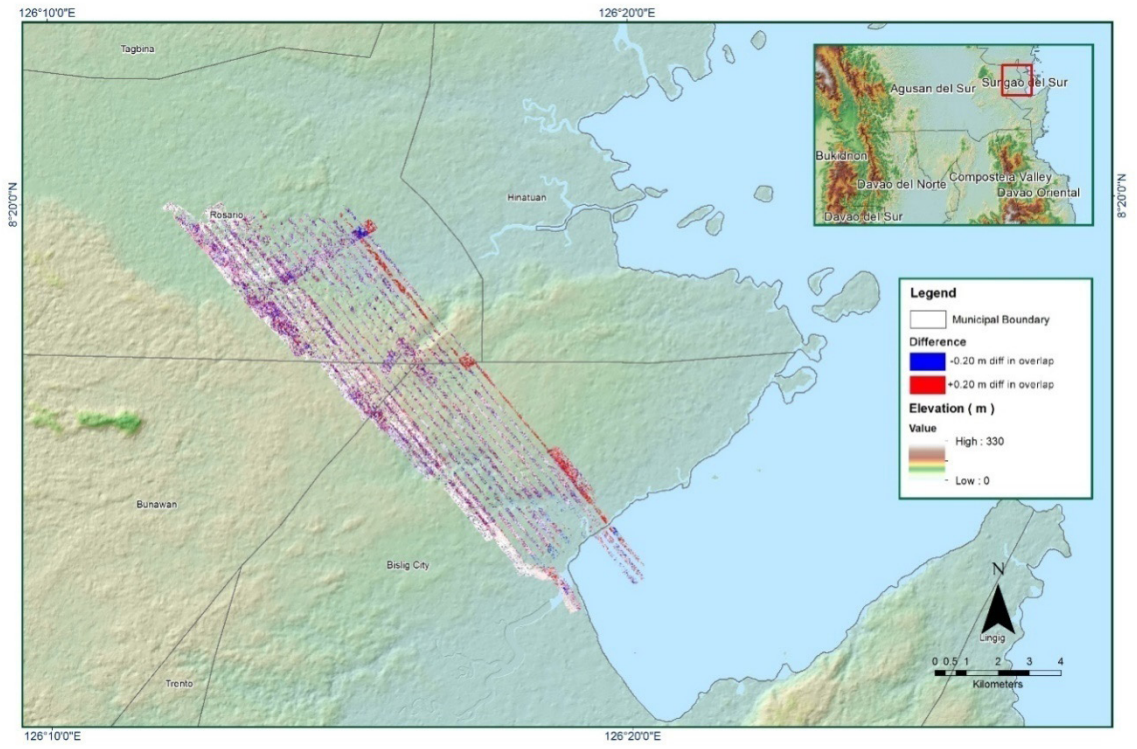 126°10'0"E
126°20'0"E
Tagbina
Agusan del Sur
Surigao del Sur
Bukidnon
Compostela Valley
Davao del Norte
Davao Oriental
Davao del Sur
8°20'0"N
8°20'0"N
Hinatuan
Rosario
Legend
Municipal Boundary
Difference
-0.20 m diff in overlap
+0.20 m diff in overlap
Elevation ( m )
Value
High : 330
Low : 0
Bunawan
Bislig City
N
Lingig
0 0.5 1 2 3 4
Kilometers
Trento
126°10'0"E
126°20'0"E